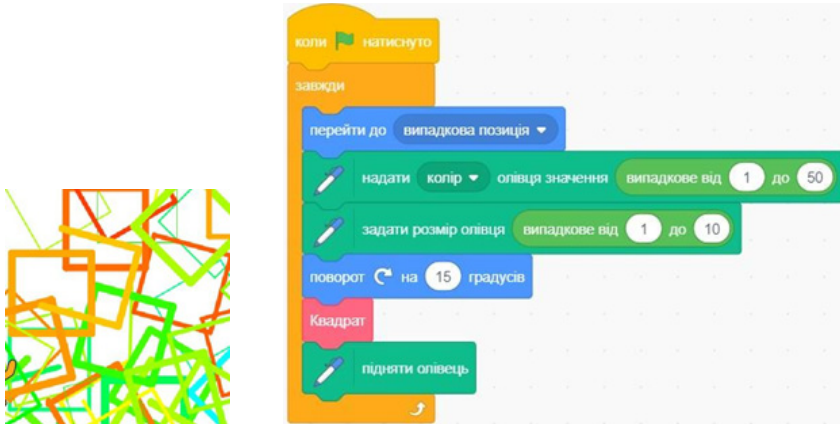 коли натиснуто
завжди
перейти до випадкова позиція
надати колір олівця значення випадкове від 1 до 50
задати розмір олівця випадкове від 1 до 10
поворот на 15 градусів
Квадрат
підняти олівець